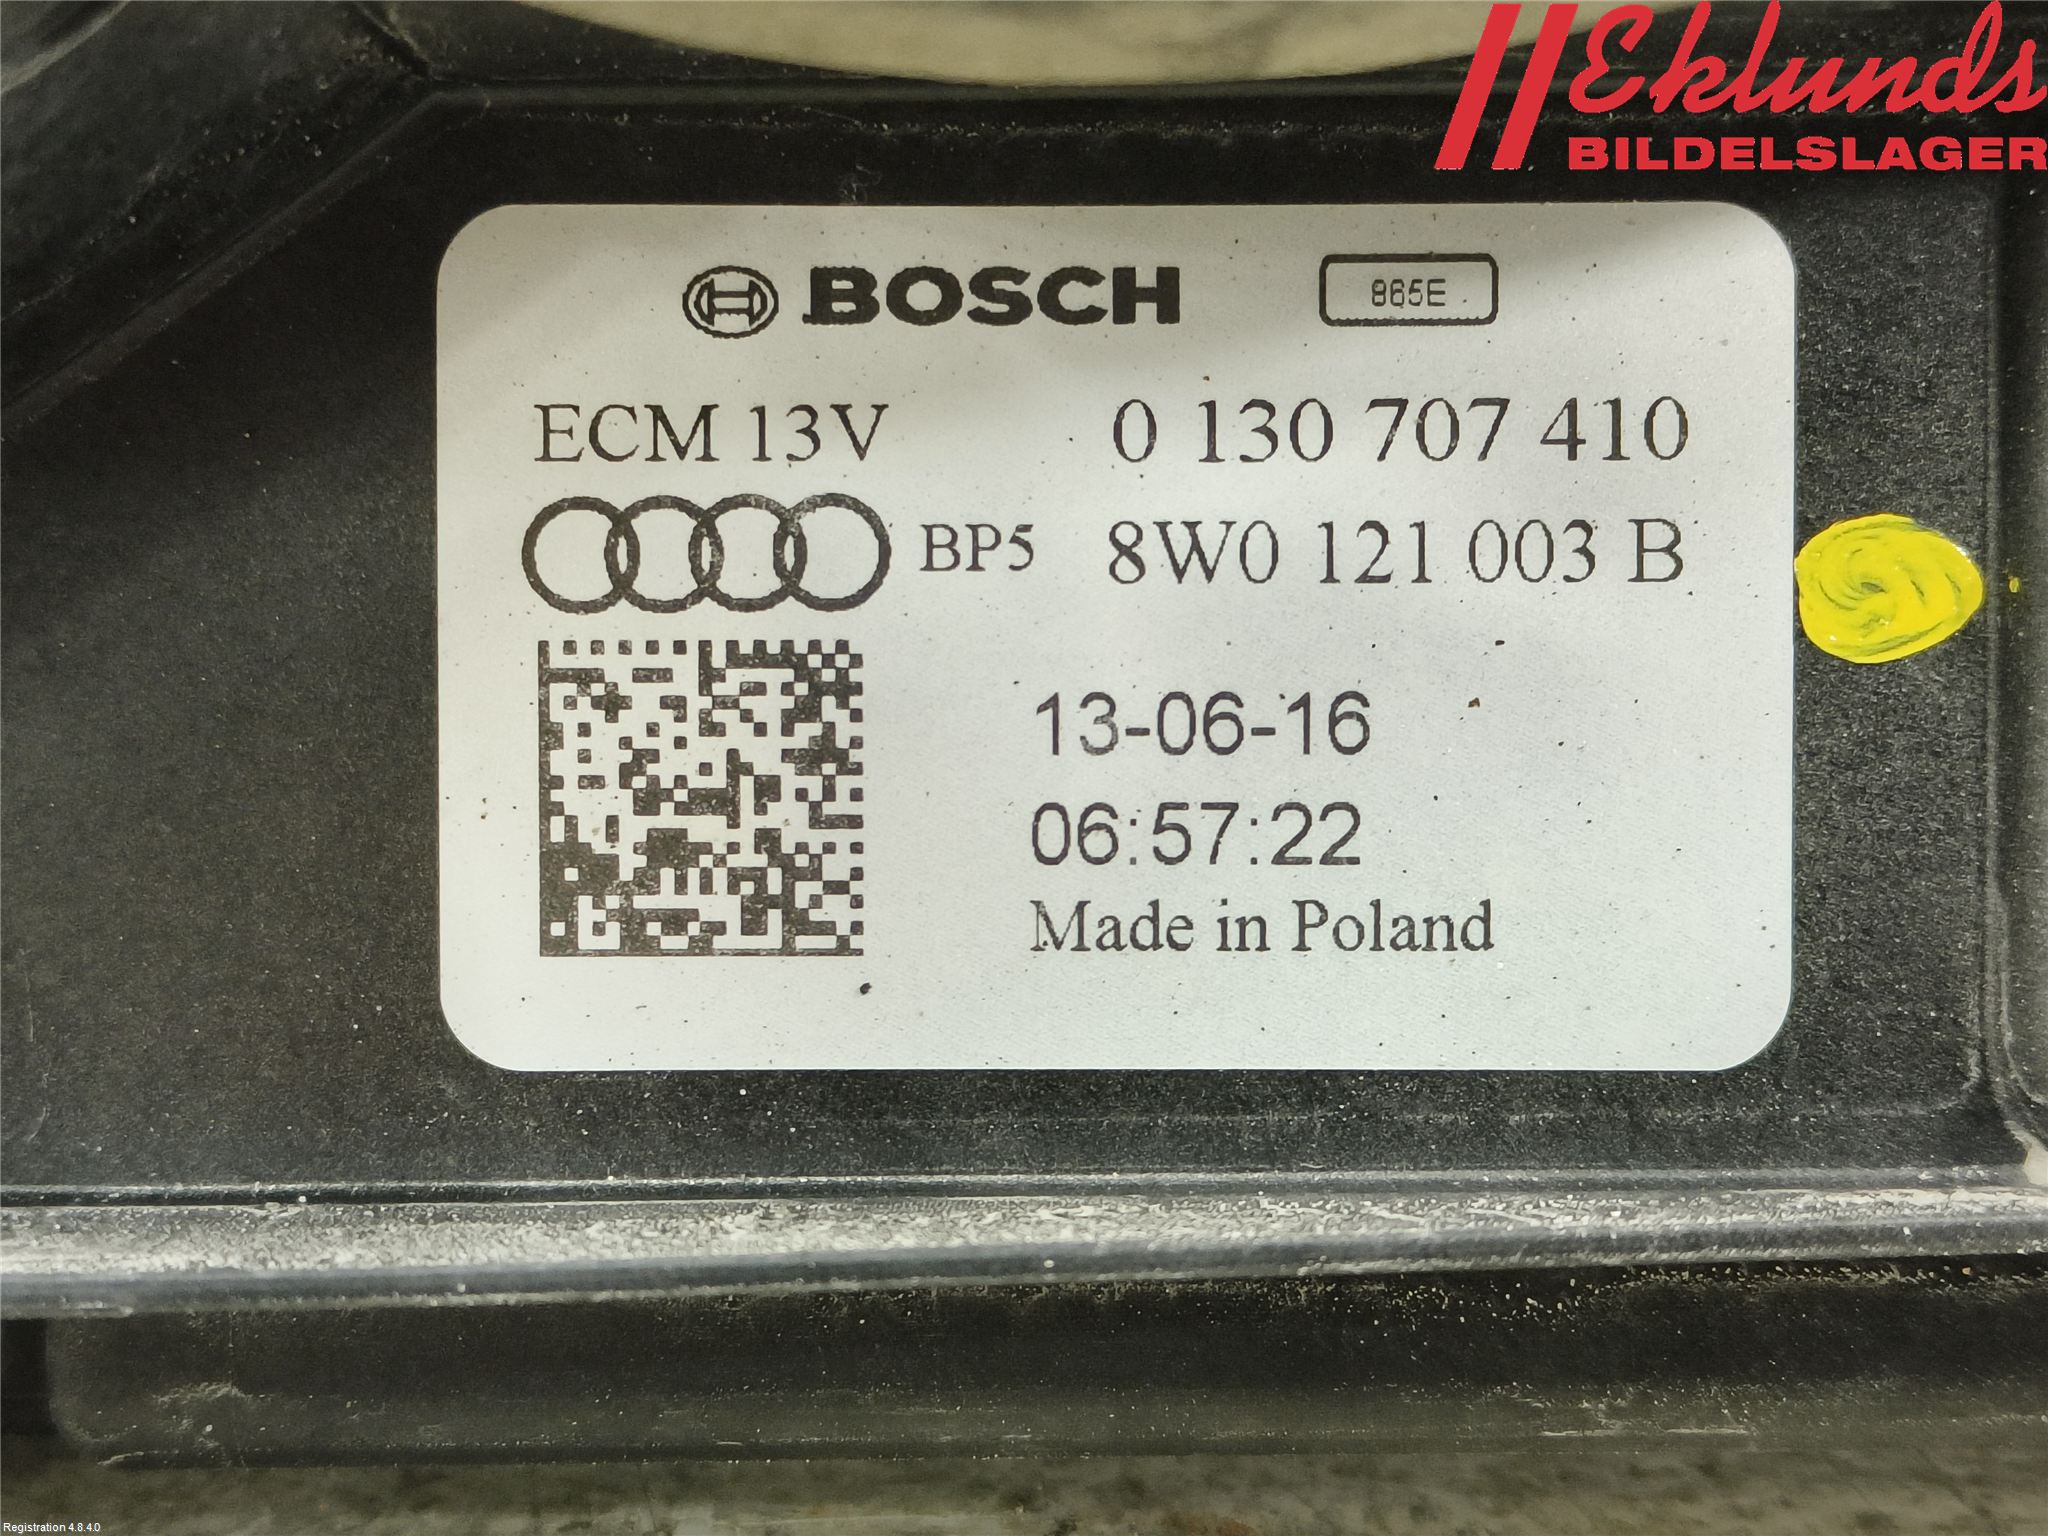 Eklunds
BILDELSLAGER
BOSCH
865E
ECM 13V 0 130 707 410
BP5 8W0 121 003 B
13-06-16
06:57:22
Made in Poland
Registration 4.8.4.0